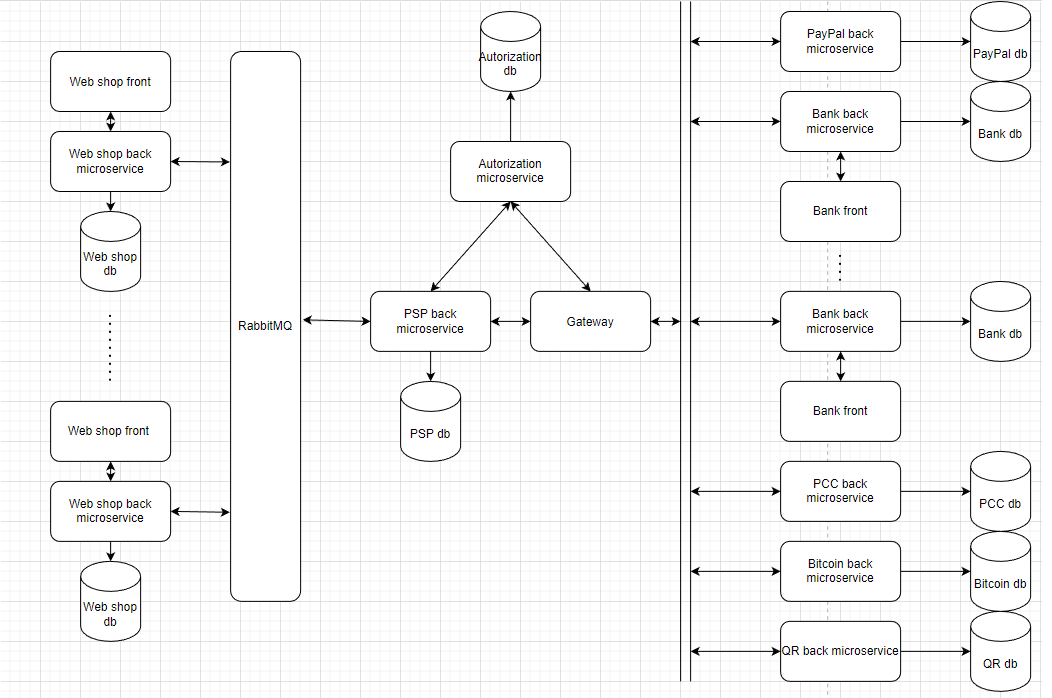 Web shop front
Web shop back
microservice
Web shop
db
Web shop front
Web shop back
microservice
Web shop
db
RabbitMQ
Autorization
db
Autorization
microservice
PSP back
microservice
Gateway
PSP db
PayPal back
microservice
PayPal db
Bank back
microservice
Bank db
Bank front
Bank back
microservice
Bank db
Bank front
PCC back
microservice
PCC db
Bitcoin back
microservice
Bitcoin db
QR back microservice
QR db